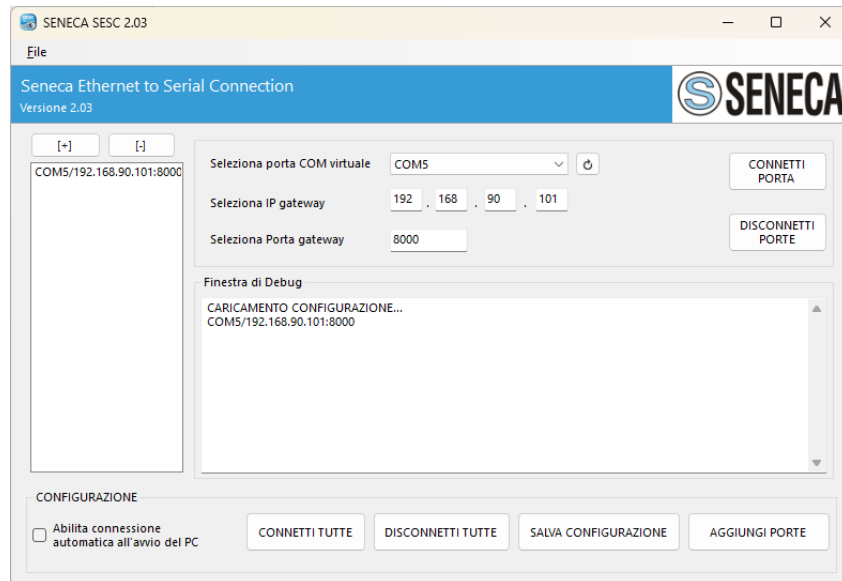 SENECA SESC 2.03
File
Seneca Ethernet to Serial Connection
Versione 2.03
S SENECA
[+]
[-]
COM5/192.168.90.101:8000
Seleziona porta COM virtuale
COM5
CONNETTI
PORTA
Seleziona IP gateway
192 . 168 . 90 . 101
Seleziona Porta gateway
8000
DISCONNETTI
PORTE
Finestra di Debug
CARICAMENTO CONFIGURAZIONE...
COM5/192.168.90.101:8000
CONFIGURAZIONE
Abilita connessione
automatica all'avvio del PC
CONNETTI TUTTE
DISCONNETTI TUTTE
SALVA CONFIGURAZIONE
AGGIUNGI PORTE